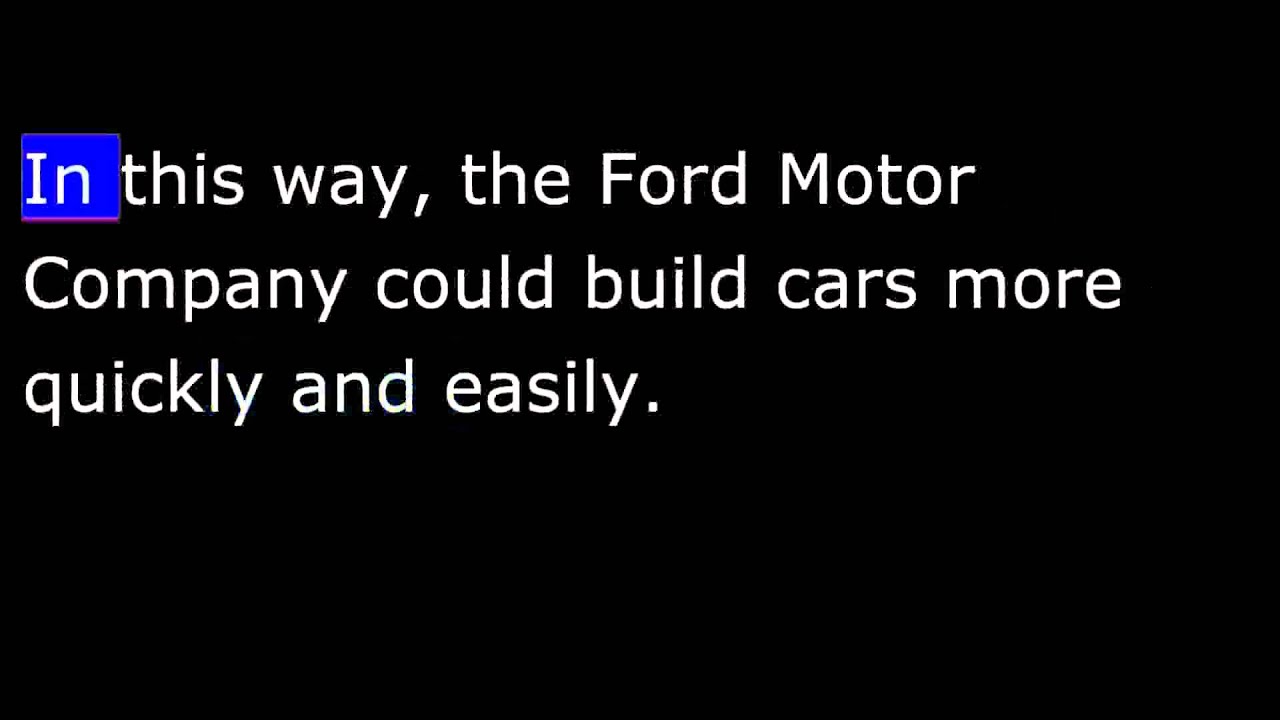 In this way, the Ford Motor
Company could build cars more
quickly and easily.